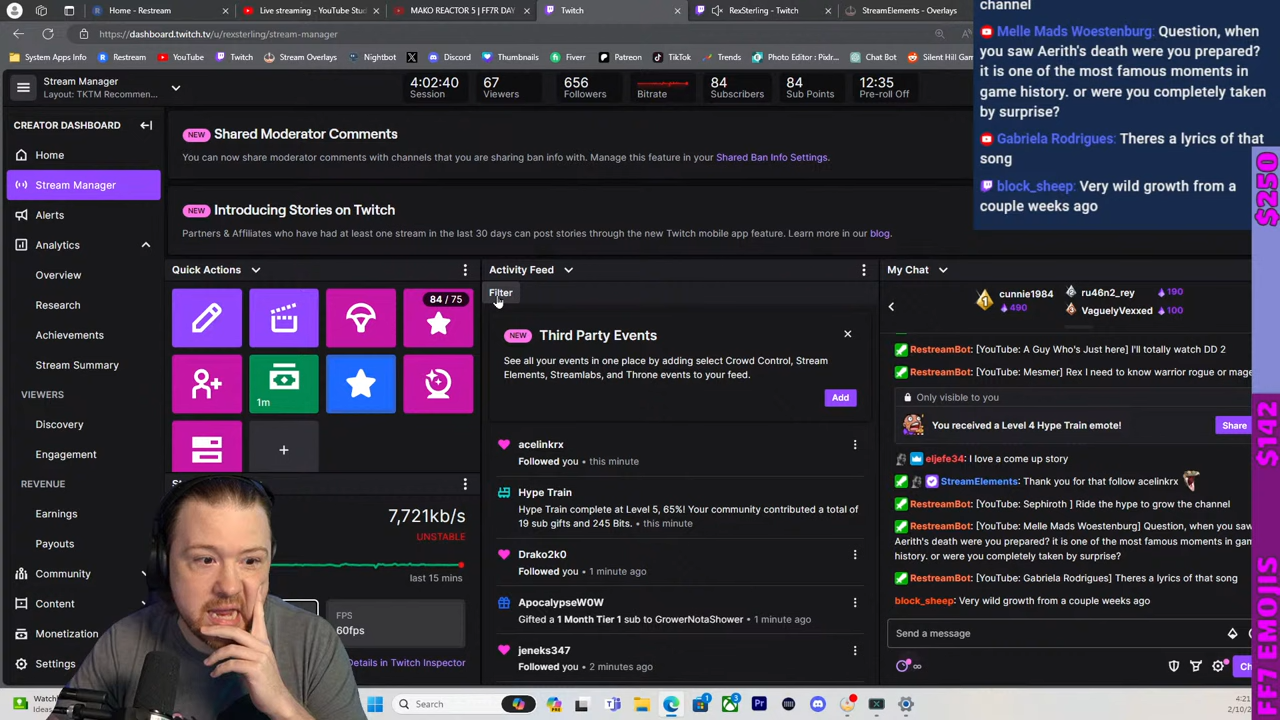 Home - Restream
Live streaming - YouTube Stu
MAKO REACTOR 5 | FF7R DAY
Twitch
RexSterling - Twitch
StreamElements - Overlays
https://dashboard.twitch.tv/u/rexsterling/stream-manager
System Apps Info
Restream
YouTube
Twitch
Stream Overlays
Nightbot
X
Discord
Thumbnails
Fiverr
Patreon
TikTok
Trends
Photo Editor : Pidr...
Chat Bot
Silent Hill Gam
channel
Melle Mads Woestenburg: Question, when
you saw Aerith's death were you prepared?
it is one of the most famous moments in
game history. or were you completely taken
by surprise?
Gabriela Rodrigues: Theres a lyrics of that
song
block_sheep: Very wild growth from a
couple weeks ago
$250
$142
FF7 EMOJIS
Stream Manager
Layout: TKTM Recommen...
4:02:40
Session
67
Viewers
656
Followers
Bitrate
84
Subscribers
84
Sub Points
12:35
Pre-roll Off
CREATOR DASHBOARD
Home
Stream Manager
Alerts
Analytics
Overview
Research
Achievements
Stream Summary
VIEWERS
Discovery
Engagement
REVENUE
Earnings
Payouts
Community
Content
Monetization
Settings
NEW Shared Moderator Comments
You can now share moderator comments with channels that you are sharing ban info with. Manage this feature in your Shared Ban Info Settings.
NEW Introducing Stories on Twitch
Partners & Affiliates who have had at least one stream in the last 30 days can post stories through the new Twitch mobile app feature. Learn more in our blog.
Quick Actions
84 / 75
1m
7,721kb/s
UNSTABLE
last 15 mins
FPS
60fps
Details in Twitch Inspector
Activity Feed
Filter
NEW Third Party Events
See all your events in one place by adding select Crowd Control, Stream
Elements, Streamlabs, and Throne events to your feed.
Add
acelinkrx
Followed you • this minute
Hype Train
Hype Train complete at Level 5, 65%! Your community contributed a total of
19 sub gifts and 245 Bits. • this minute
Drako2k0
Followed you • 1 minute ago
ApocalypseW0W
Gifted a 1 Month Tier 1 sub to GrowerNotaShower • 1 minute ago
jeneks347
Followed you • 2 minutes ago
My Chat
1
cunnie1984
490
ru46n2_rey
190
VaguelyVexxed
100
RestreamBot: [YouTube: A Guy Who's Just here] I'll totally watch DD 2
RestreamBot: [YouTube: Mesmer] Rex I need to know warrior rogue or mage
Only visible to you
You received a Level 4 Hype Train emote!
Share
eljefe34: I love a come up story
StreamElements: Thank you for that follow acelinkrx
RestreamBot: [YouTube: Sephiroth ] Ride the hype to grow the channel
RestreamBot: [YouTube: Melle Mads Woestenburg] Question, when you saw
Aerith's death were you prepared? it is one of the most famous moments in gam
history. or were you completely taken by surprise?
RestreamBot: [YouTube: Gabriela Rodrigues] Theres a lyrics of that song
block_sheep: Very wild growth from a couple weeks ago
Send a message
∞
Ch
Watch
Ideas
Search
1
3
4:21
2/10/20